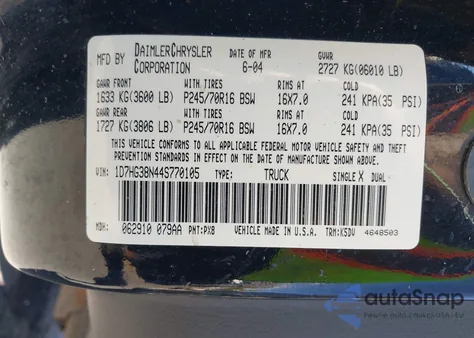 MFD BY DAIMLERCHRYSLER CORPORATION DATE OF MFR 6-04 GVWR 2727 KG(06010 LB)
GAWR FRONT TIRES RIMS AT COLD
1633 KG(3600 LB) P245/70R16 BSW 16X7.0 241 KPA(35 PSI)
GAWR REAR TIRES RIMS AT COLD
1727 KG(3806 LB) P245/70R16 BSW 16X7.0 241 KPA(35 PSI)
THIS VEHICLE CONFORMS TO ALL APPLICABLE FEDERAL MOTOR VEHICLE SAFETY AND THEFT
PREVENTION STANDARDS IN EFFECT ON THE DATE OF MANUFACTURE SHOWN ABOVE.
VIN: 1D7HG38N44S770105 TYPE: TRUCK SINGLE X DUAL
062910 079AA PNT:PX8 VEHICLE MADE IN U.S.A. TRM:K5DV 4648503
autoSnap